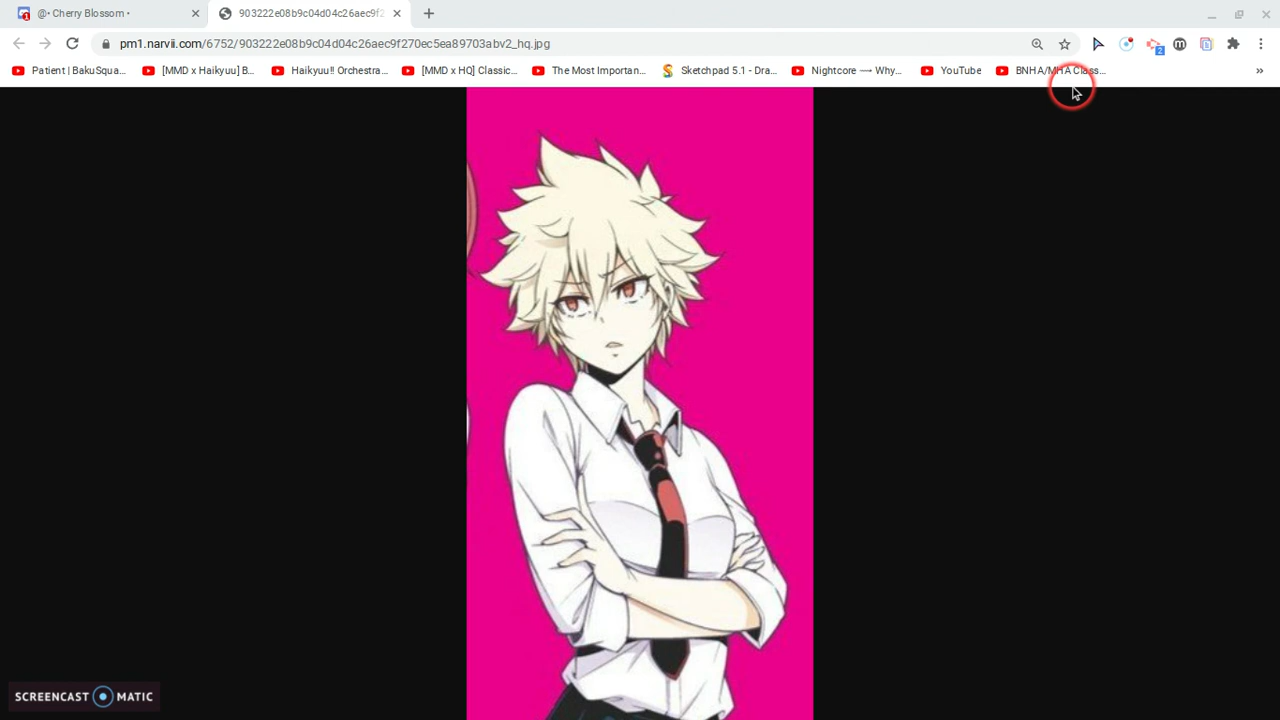 @• Cherry Blossom •
903222e08b9c04d04c26aec9f2
pm1.narvii.com/6752/903222e08b9c04d04c26aec9f270ec5ea89703abv2_hq.jpg
2
Patient | BakuSqua...
[MMD x Haikyuu] B...
Haikyuu!! Orchestra...
[MMD x HQ] Classic...
The Most Importan...
Sketchpad 5.1 - Dra...
Nightcore ⟶ Why...
YouTube
BNHA/MHA Class...
»
SCREENCAST MATIC